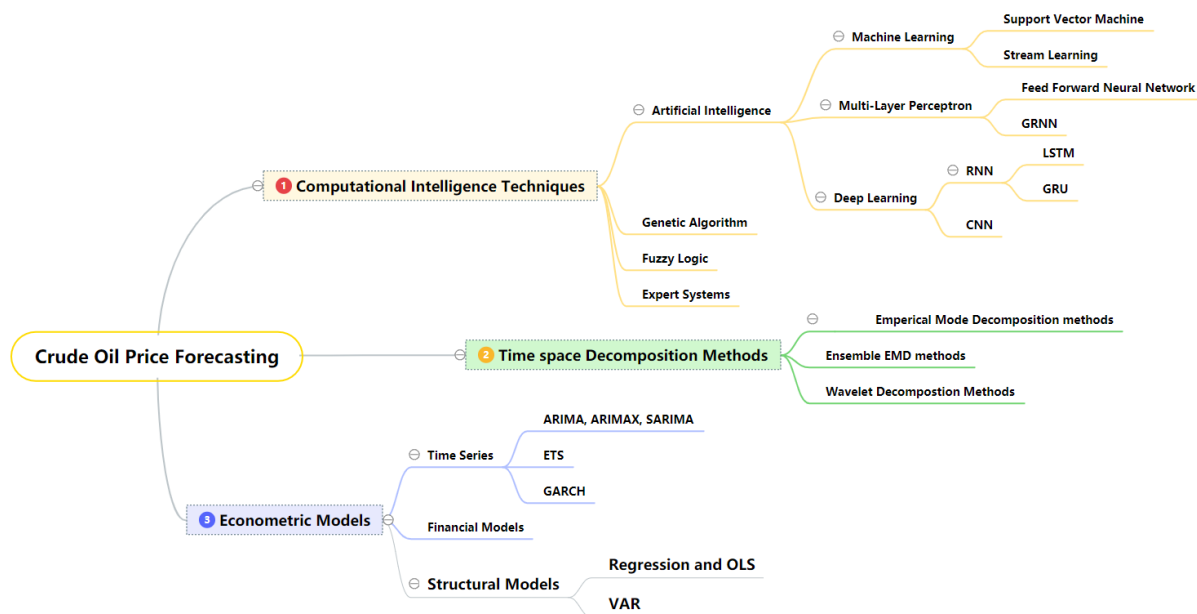 Crude Oil Price Forecasting
1 Computational Intelligence Techniques
Artificial Intelligence
Machine Learning
Support Vector Machine
Stream Learning
Multi-Layer Perceptron
Feed Forward Neural Network
GRNN
Deep Learning
RNN
LSTM
GRU
CNN
Genetic Algorithm
Fuzzy Logic
Expert Systems
2 Time space Decomposition Methods
Emperical Mode Decomposition methods
Ensemble EMD methods
Wavelet Decompostion Methods
3 Econometric Models
Time Series
ARIMA, ARIMAX, SARIMA
ETS
GARCH
Financial Models
Structural Models
Regression and OLS
VAR